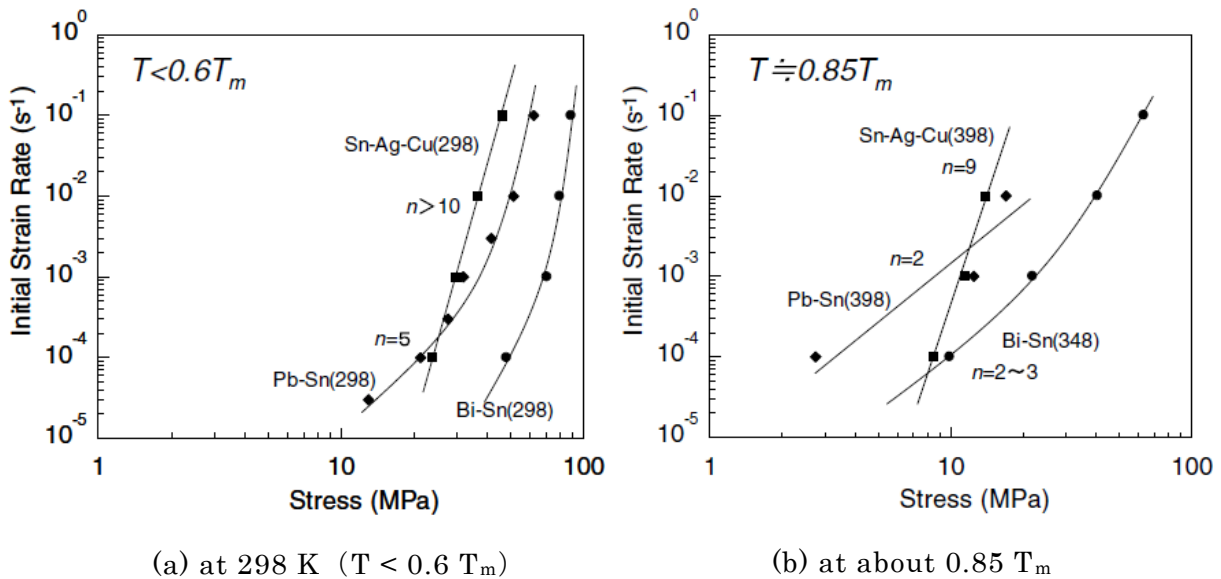 10⁰
10⁻¹
10⁻²
10⁻³
10⁻⁴
10⁻⁵
Initial Strain Rate (s⁻¹)
T<0.6Tₘ
Sn-Ag-Cu(298)
n>10
n=5
Pb-Sn(298)
Bi-Sn(298)
1
10
100
Stress (MPa)
(a) at 298 K (T < 0.6 Tₘ)
10⁰
10⁻¹
10⁻²
10⁻³
10⁻⁴
10⁻⁵
Initial Strain Rate (s⁻¹)
T≒0.85Tₘ
Sn-Ag-Cu(398)
n=9
n=2
Pb-Sn(398)
Bi-Sn(348)
n=2～3
1
10
100
Stress (MPa)
(b) at about 0.85 Tₘ